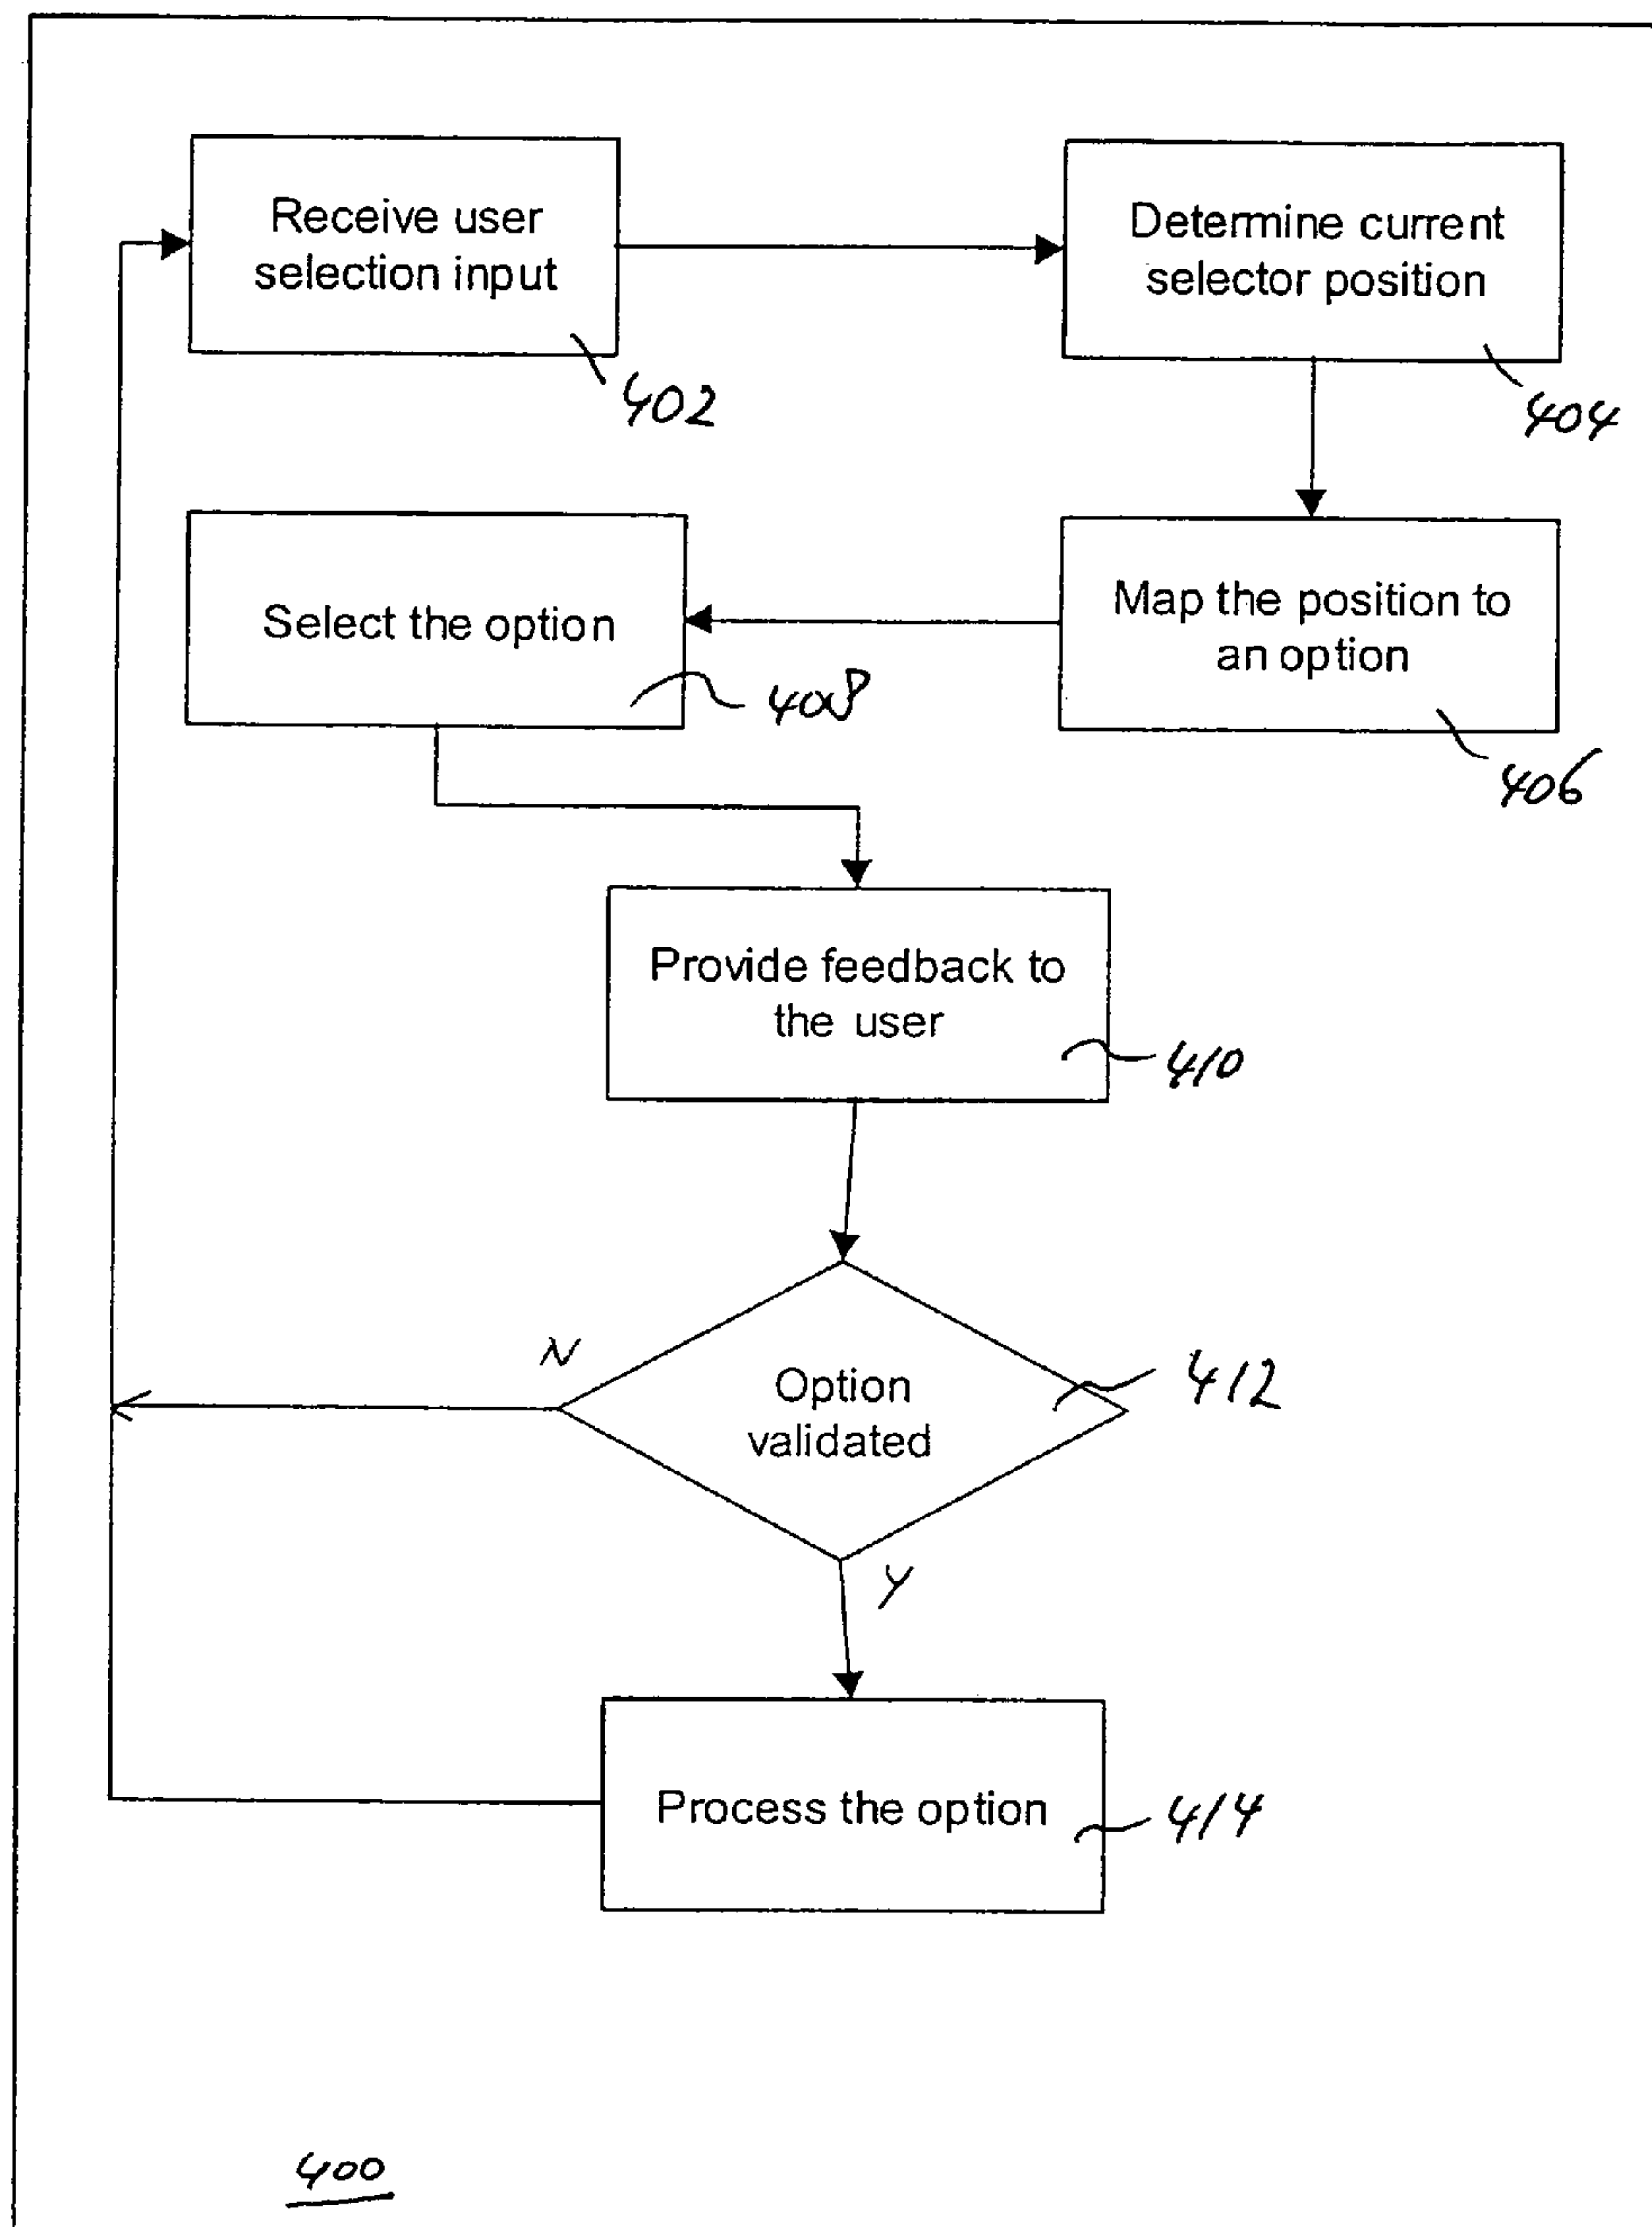 Receive user
selection input
402
Determine current
selector position
404
Map the position to
an option
406
Select the option
408
Provide feedback to
the user
410
Option
validated
412
N
Y
Process the option
414
400